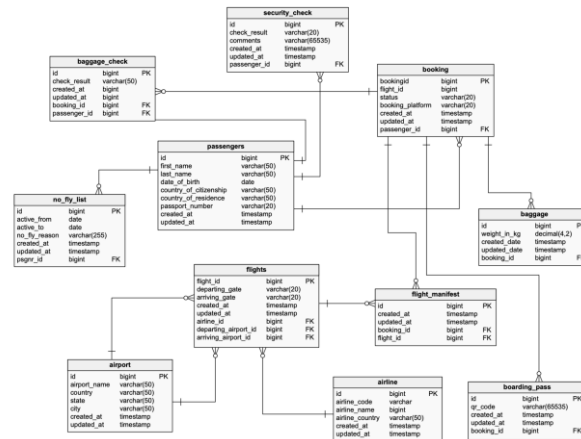 security_check
id bigint PK
check_result varchar(20)
comments varchar(65535)
created_at timestamp
updated_at timestamp
passenger_id bigint FK
baggage_check
id bigint PK
check_result varchar(50)
created_at bigint
updated_at bigint
booking_id bigint FK
passenger_id bigint FK
booking
bookingid bigint PK
flight_id bigint
status varchar(20)
booking_platform varchar(20)
created_at timestamp
updated_at timestamp
passenger_id bigint FK
passengers
id bigint PK
first_name varchar(50)
last_name varchar(50)
date_of_birth date
country_of_citizenship varchar(50)
country_of_residence varchar(50)
passport_number varchar(20)
created_at timestamp
updated_at timestamp
no_fly_list
id bigint PK
active_from date
active_to date
no_fly_reason varchar(255)
created_at timestamp
updated_at timestamp
psgnr_id bigint FK
baggage
id bigint PK
weight_in_kg decimal(4,2)
created_date timestamp
updated_date timestamp
booking_id bigint FK
flights
flight_id bigint PK
departing_gate varchar(20)
arriving_gate varchar(20)
created_at timestamp
updated_at timestamp
airline_id bigint FK
departing_airport_id bigint FK
arriving_airport_id bigint FK
flight_manifest
id bigint PK
created_at timestamp
updated_at timestamp
booking_id bigint FK
flight_id bigint FK
airport
id bigint PK
airport_name varchar(50)
country varchar(50)
state varchar(50)
city varchar(50)
created_at timestamp
updated_at timestamp
airline
id bigint PK
airline_code varchar
airline_name bigint
airline_country varchar(50)
created_at timestamp
updated_at timestamp
boarding_pass
id bigint PK
qr_code varchar(65535)
created_at timestamp
updated_at timestamp
booking_id bigint FK